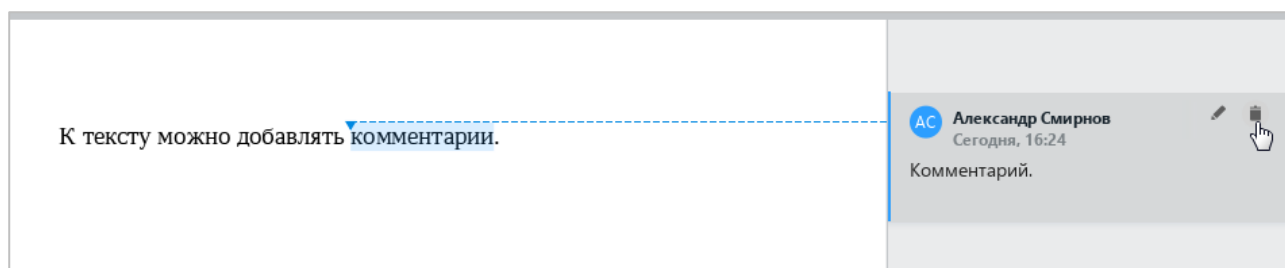 К тексту можно добавлять комментарии.
АС Александр Смирнов
Сегодня, 16:24
Комментарий.